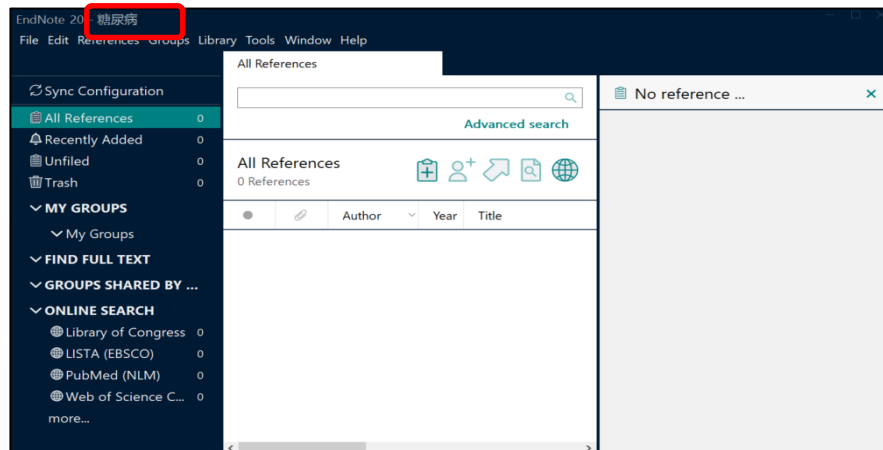 EndNote 20 - 糖尿病
File Edit References Groups Library Tools Window Help
All References
Sync Configuration
All References 0
Recently Added 0
Unfiled 0
Trash 0
MY GROUPS
My Groups
FIND FULL TEXT
GROUPS SHARED BY ...
ONLINE SEARCH
Library of Congress 0
LISTA (EBSCO) 0
PubMed (NLM) 0
Web of Science C... 0
more...
Advanced search
All References
0 References
Author Year Title
No reference ...